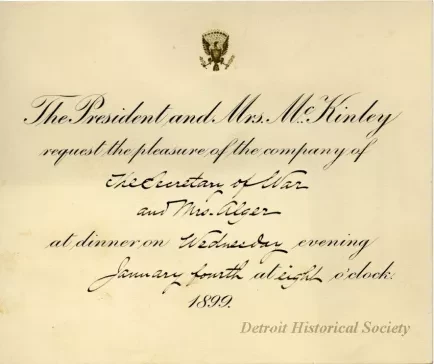 The President and Mrs. McKinley
request the pleasure of the company of
The Secretary of War
and Mrs. Alger
at dinner on Wednesday evening
January fourth at eight o'clock
1899.
Detroit Historical Society